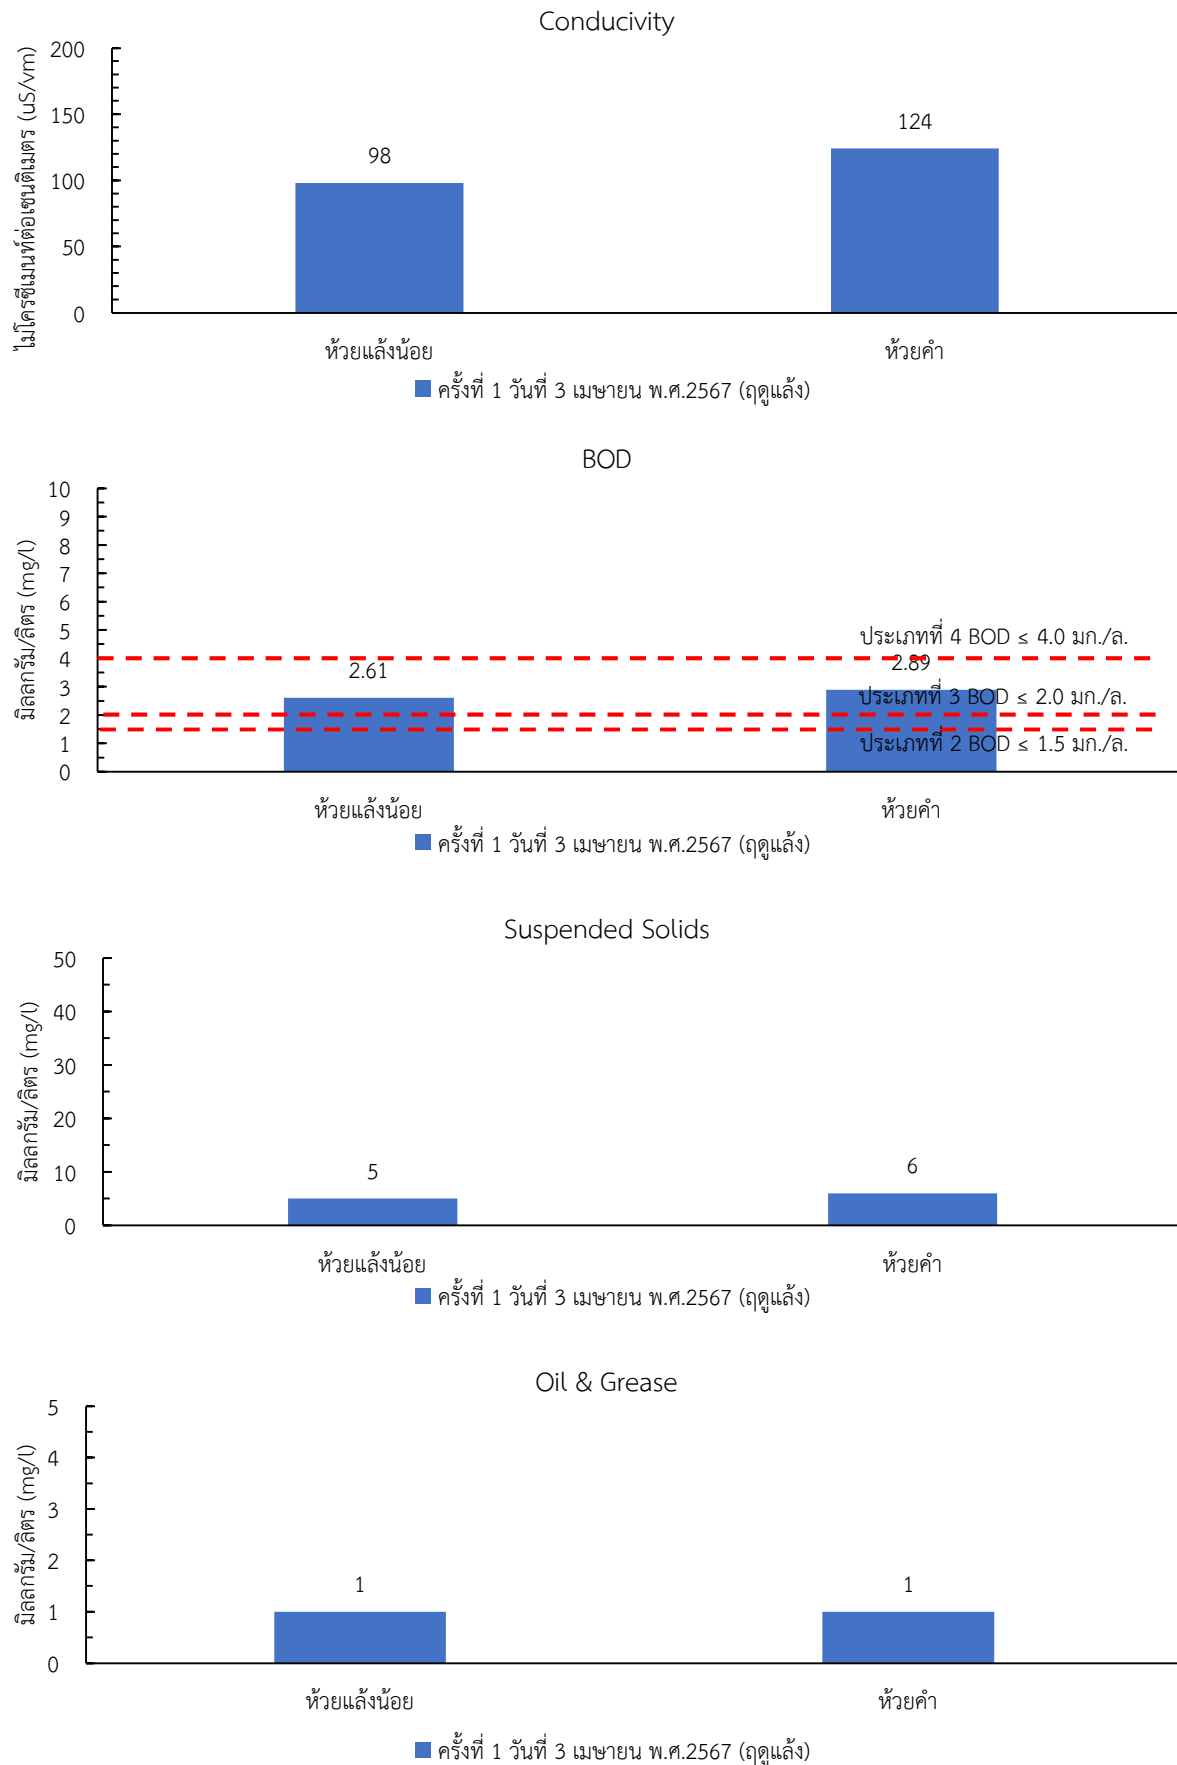 Conducivity
ไมโครซีเมนท์ต่อเซนติเมตร (uS/vm)
200
150
100
50
0
98
124
ห้วยแล้งน้อย ห้วยคำ
ครั้งที่ 1 วันที่ 3 เมษายน พ.ศ.2567 (ฤดูแล้ง)
BOD
มิลลกรัม/ลิตร (mg/l)
10
9
8
7
6
5
4
3
2
1
0
ประเภทที่ 4 BOD ≤ 4.0 มก./ล.
2.61
2.89
ประเภทที่ 3 BOD ≤ 2.0 มก./ล.
ประเภทที่ 2 BOD ≤ 1.5 มก./ล.
ห้วยแล้งน้อย ห้วยคำ
ครั้งที่ 1 วันที่ 3 เมษายน พ.ศ.2567 (ฤดูแล้ง)
Suspended Solids
มิลลกรัม/ลิตร (mg/l)
50
40
30
20
10
0
5
6
ห้วยแล้งน้อย ห้วยคำ
ครั้งที่ 1 วันที่ 3 เมษายน พ.ศ.2567 (ฤดูแล้ง)
Oil & Grease
มิลลกรัม/ลิตร (mg/l)
5
4
3
2
1
0
1
1
ห้วยแล้งน้อย ห้วยคำ
ครั้งที่ 1 วันที่ 3 เมษายน พ.ศ.2567 (ฤดูแล้ง)